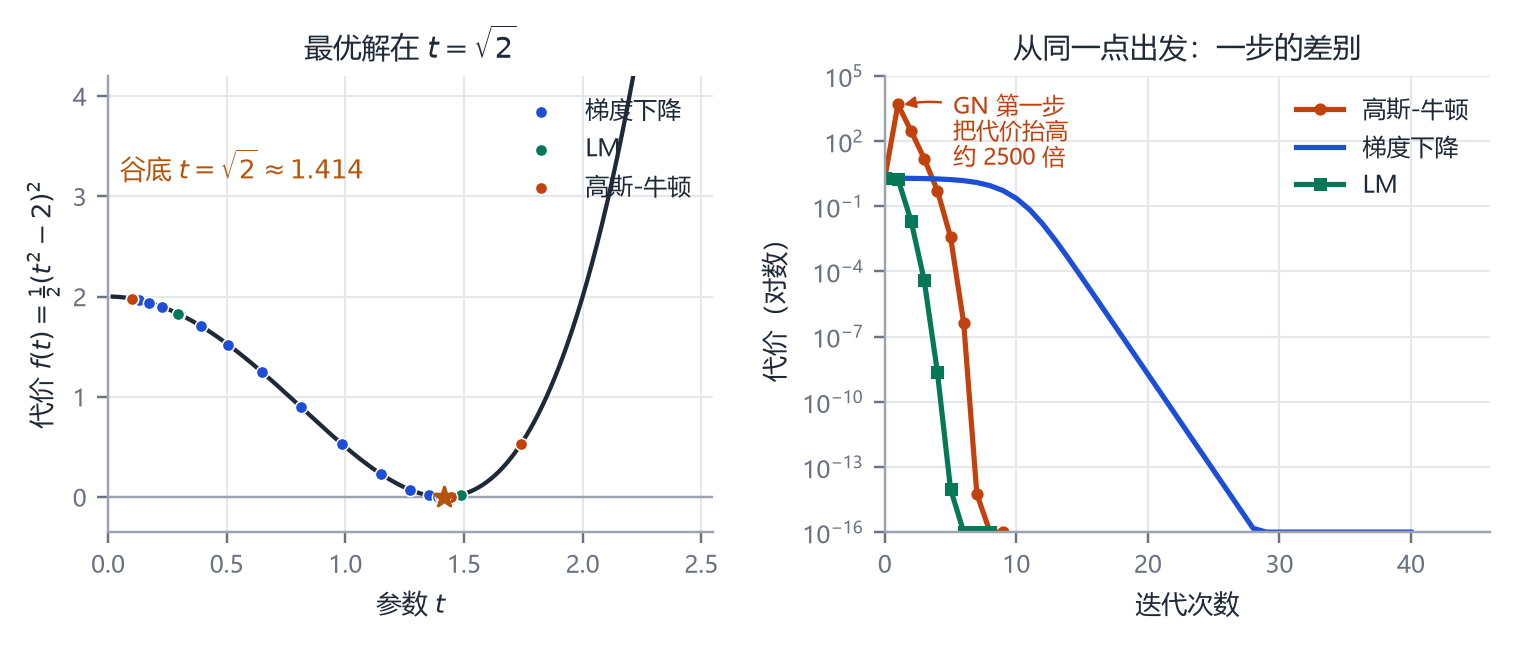 最优解在 t = √2
4
3
2
1
0
0.0 0.5 1.0 1.5 2.0 2.5
代价 f(t) = ½(t² − 2)²
参数 t
谷底 t = √2 ≈ 1.414
梯度下降
LM
高斯-牛顿
从同一点出发：一步的差别
10⁵
10²
10⁻¹
10⁻⁴
10⁻⁷
10⁻¹⁰
10⁻¹³
10⁻¹⁶
0 10 20 30 40
代价（对数）
迭代次数
GN 第一步
把代价抬高
约 2500 倍
高斯-牛顿
梯度下降
LM